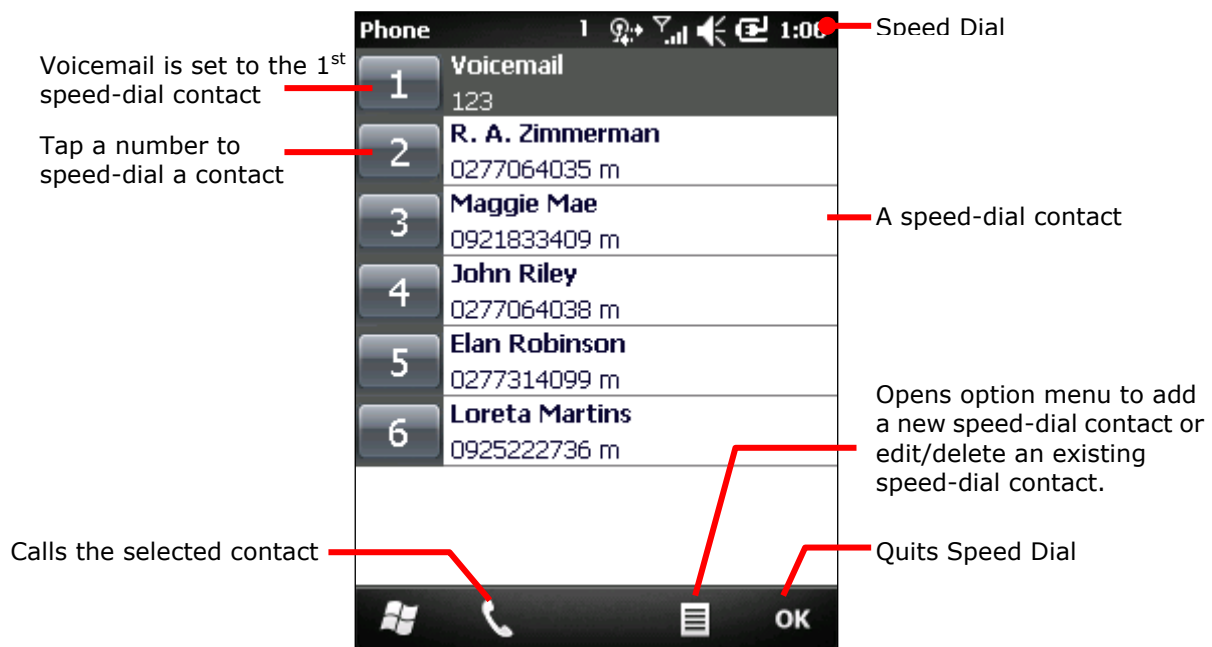 Phone 1 1:06
Speed Dial
Voicemail is set to the 1st
speed-dial contact
1 Voicemail
123
Tap a number to
speed-dial a contact
2 R. A. Zimmerman
0277064035 m
3 Maggie Mae
0921833409 m
A speed-dial contact
4 John Riley
0277064038 m
5 Elan Robinson
0277314099 m
6 Loreta Martins
0925222736 m
Opens option menu to add
a new speed-dial contact or
edit/delete an existing
speed-dial contact.
Calls the selected contact
Quits Speed Dial
OK